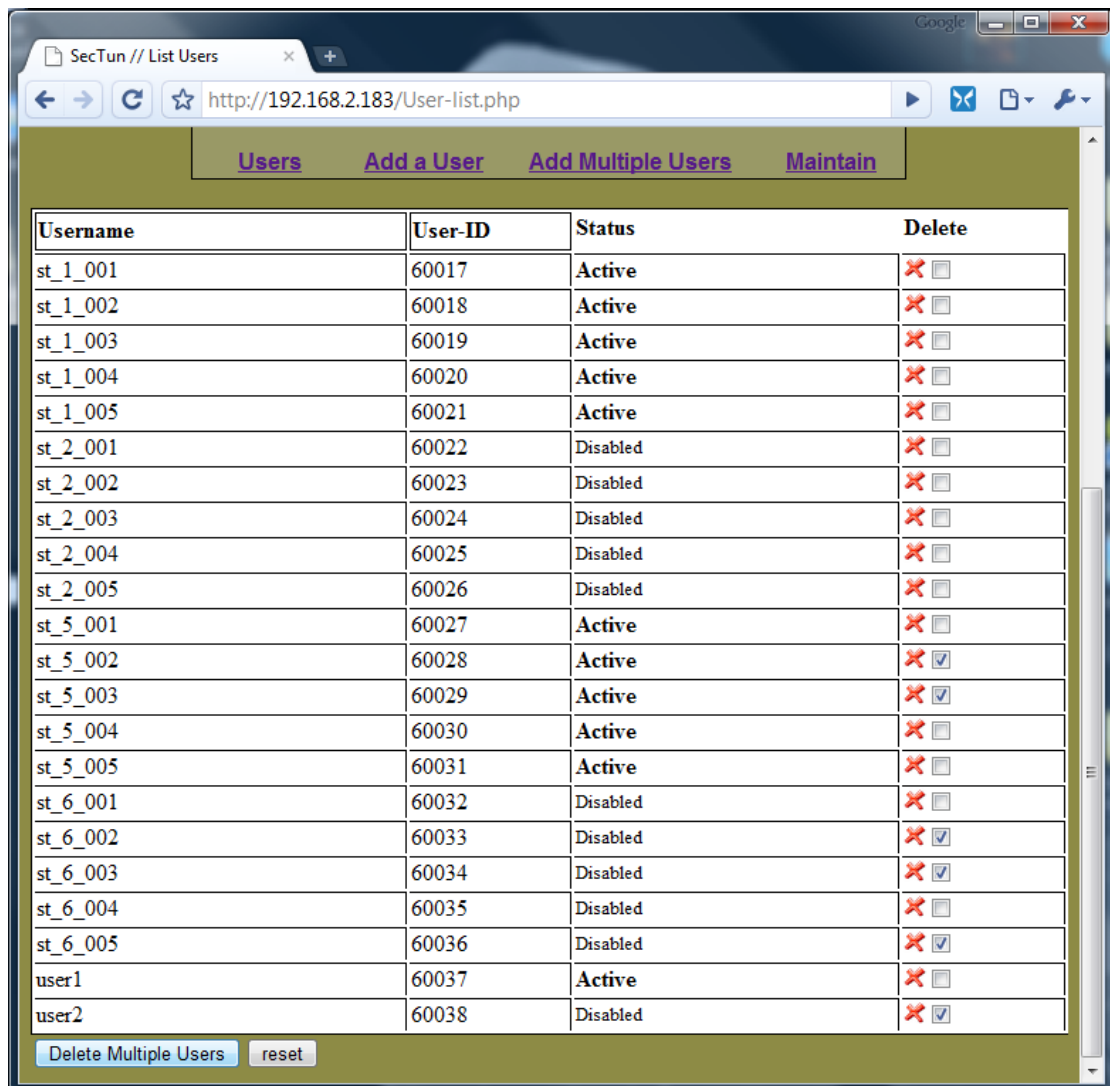 Google
SecTun // List Users
http://192.168.2.183/User-list.php
Users Add a User Add Multiple Users Maintain
Username User-ID Status Delete
st_1_001 60017 Active
st_1_002 60018 Active
st_1_003 60019 Active
st_1_004 60020 Active
st_1_005 60021 Active
st_2_001 60022 Disabled
st_2_002 60023 Disabled
st_2_003 60024 Disabled
st_2_004 60025 Disabled
st_2_005 60026 Disabled
st_5_001 60027 Active
st_5_002 60028 Active
st_5_003 60029 Active
st_5_004 60030 Active
st_5_005 60031 Active
st_6_001 60032 Disabled
st_6_002 60033 Disabled
st_6_003 60034 Disabled
st_6_004 60035 Disabled
st_6_005 60036 Disabled
user1 60037 Active
user2 60038 Disabled
Delete Multiple Users reset